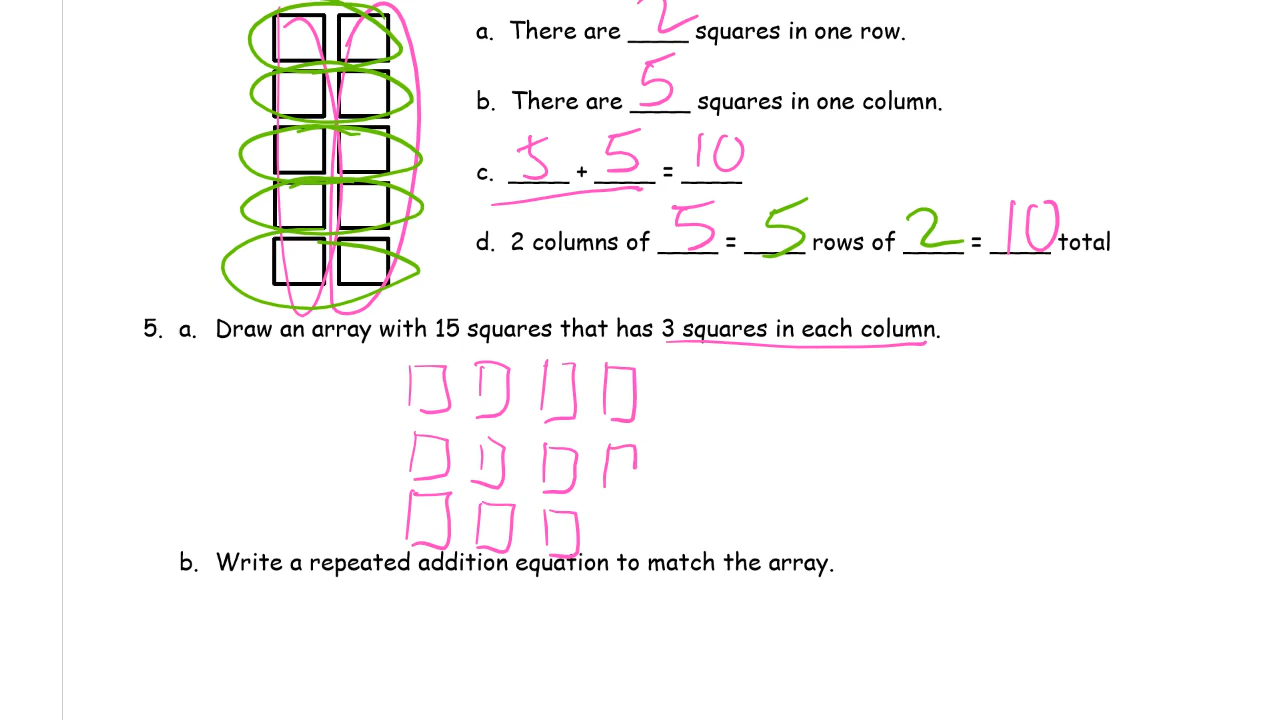 a. There are 2 squares in one row.
b. There are 5 squares in one column.
c. 5 + 5 = 10
d. 2 columns of 5 = 5 rows of 2 = 10 total
5. a. Draw an array with 15 squares that has 3 squares in each column.
b. Write a repeated addition equation to match the array.